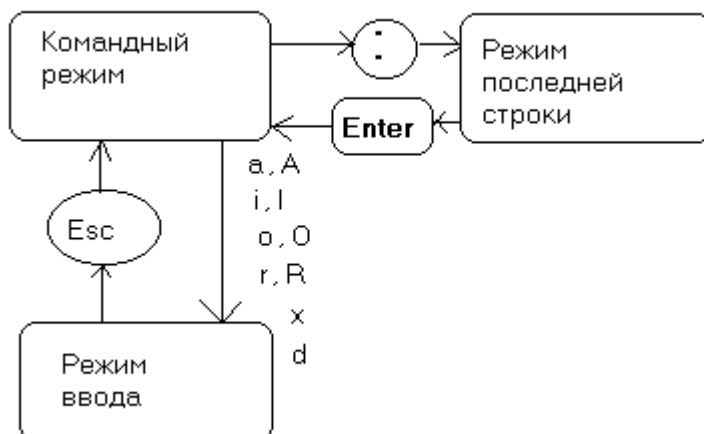 Командный
режим
:
Режим
последней
строки
Enter
a, A
i, I
o, O
r, R
x
d
Esc
Режим
ввода